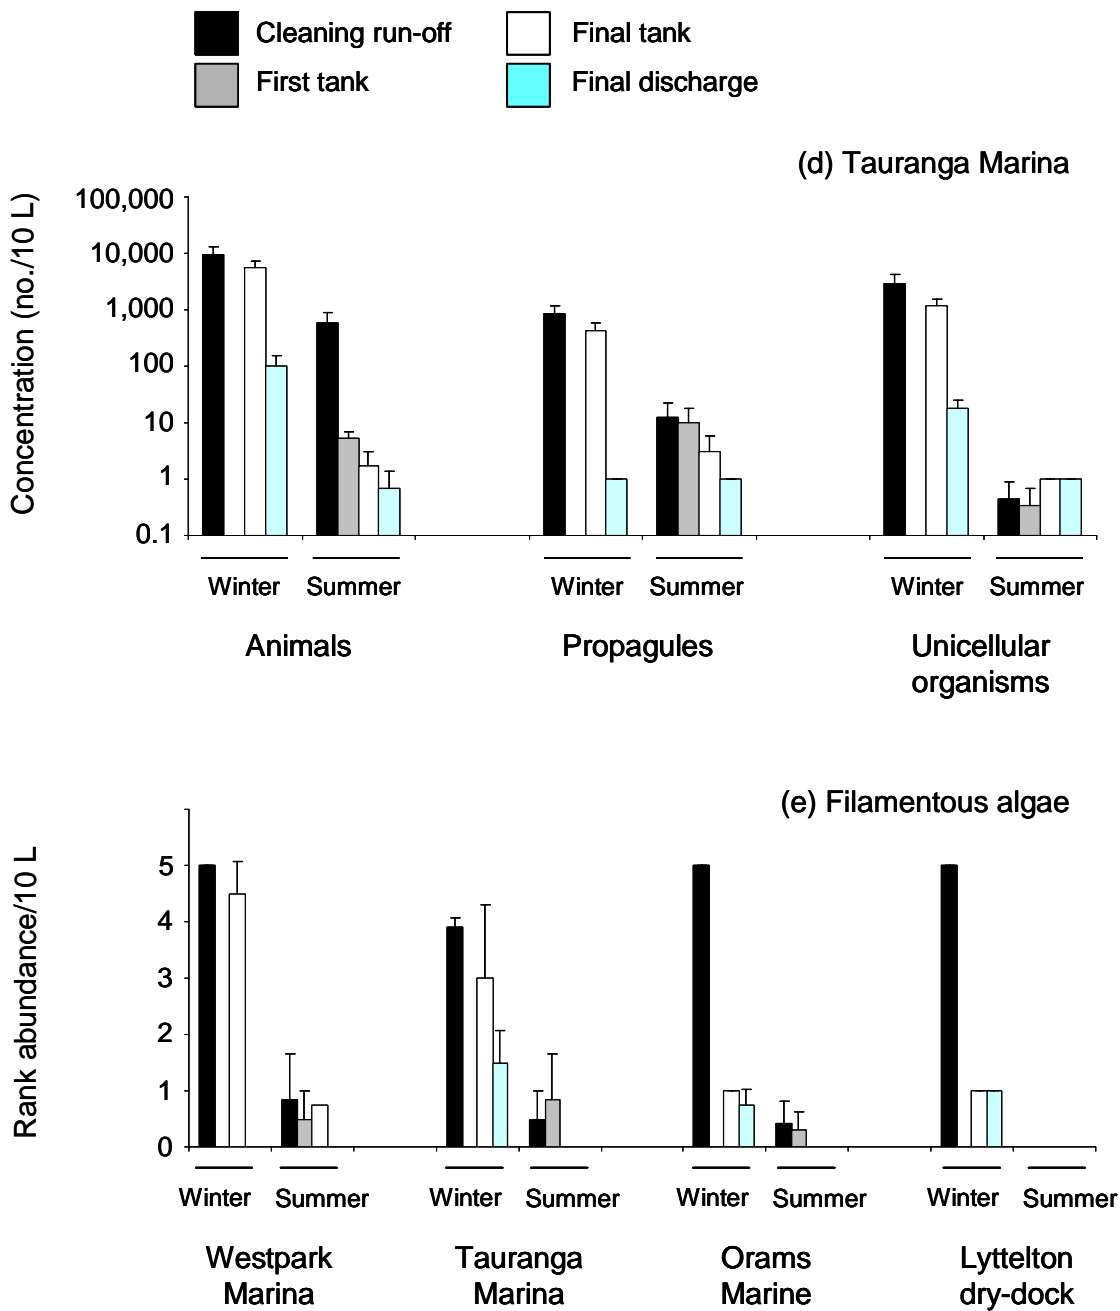 Cleaning run-off
Final tank
First tank
Final discharge
(d) Tauranga Marina
Concentration (no./10 L)
100,000
10,000
1,000
100
10
1
0.1
Winter Summer Winter Summer Winter Summer
Animals Propagules Unicellular
organisms
(e) Filamentous algae
Rank abundance/10 L
5
4
3
2
1
0
Winter Summer Winter Summer Winter Summer Winter Summer
Westpark Tauranga Orams Lyttelton
Marina Marina Marine dry-dock